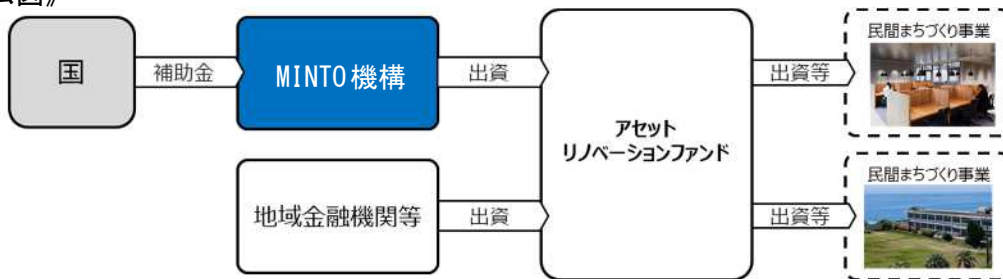 国
補助金
MINTO機構
出資
アセット
リノベーションファンド
出資等
民間まちづくり事業
地域金融機関等
出資
出資等
民間まちづくり事業